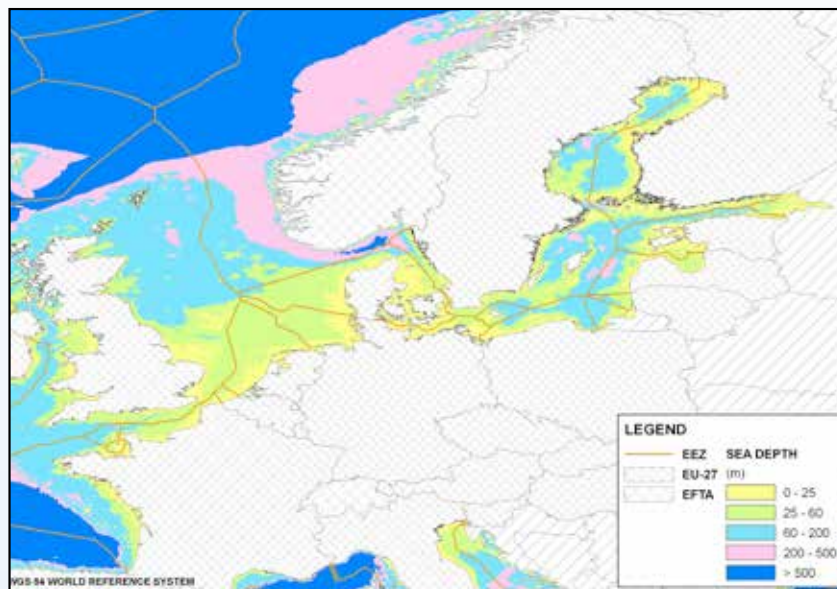 LEGEND
EEZ SEA DEPTH
EU-27 (m)
EFTA 0 - 25
25 - 60
60 - 200
200 - 500
> 500
WGS 84 WORLD REFERENCE SYSTEM